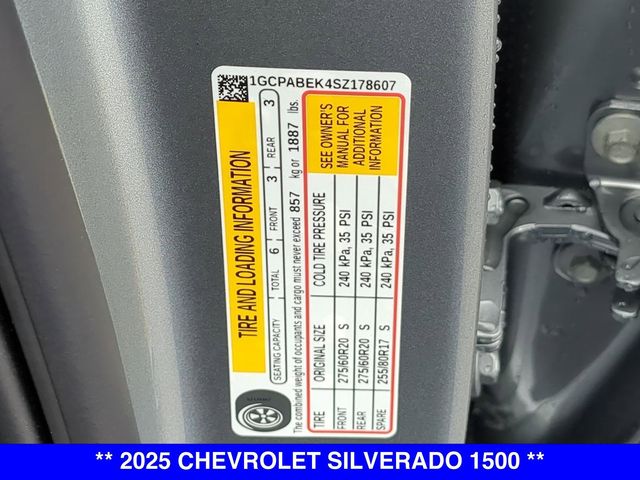 1GCPABEK4SZ178607
TIRE AND LOADING INFORMATION
SEATING CAPACITY TOTAL 6 FRONT 3 REAR 3
The combined weight of occupants and cargo must never exceed 857 kg or 1887 lbs.
TIRE ORIGINAL SIZE COLD TIRE PRESSURE
FRONT 275/60R20 S 240 kPa, 35 PSI
REAR 275/60R20 S 240 kPa, 35 PSI
SPARE 255/80R17 S 240 kPa, 35 PSI
SEE OWNER'S
MANUAL FOR
ADDITIONAL
INFORMATION
** 2025 CHEVROLET SILVERADO 1500 **